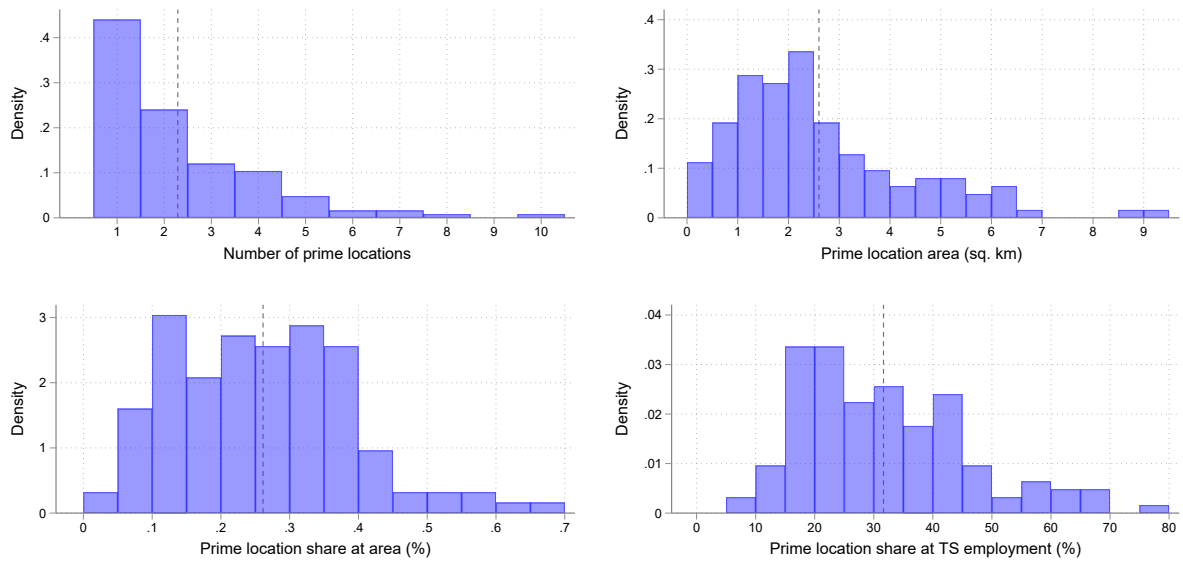 Density
.4
.3
.2
.1
0
1 2 3 4 5 6 7 8 9 10
Number of prime locations
Density
.4
.3
.2
.1
0
0 1 2 3 4 5 6 7 8 9
Prime location area (sq. km)
Density
3
2
1
0
0 .1 .2 .3 .4 .5 .6 .7
Prime location share at area (%)
Density
.04
.03
.02
.01
0
0 10 20 30 40 50 60 70 80
Prime location share at TS employment (%)